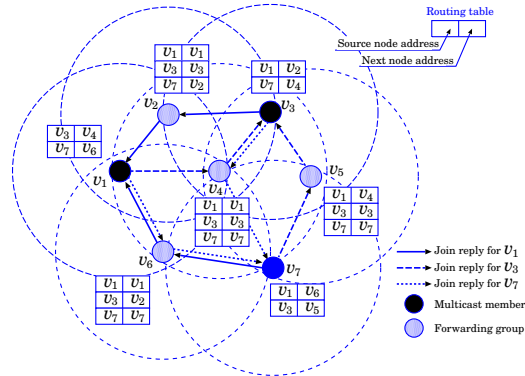 Routing table
Source node address
Next node address
v1 v1
v3 v3
v7 v2
v1 v2
v7 v4
v2
v3
v3 v4
v7 v6
v1
v4
v5
v1 v1
v3 v3
v7 v7
v1 v4
v3 v3
v7 v7
v6
v7
v1 v1
v3 v2
v7 v7
v1 v6
v3 v5
Join reply for v1
Join reply for v3
Join reply for v7
Multicast member
Forwarding group